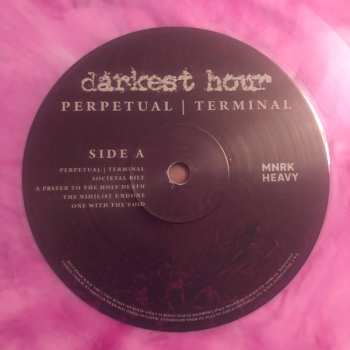 darkest hour
PERPETUAL | TERMINAL
SIDE A
PERPETUAL | TERMINAL
SOCIETAL BILE
A PRAYER TO THE HOLY DEATH
THE NIHILIST UNDONE
ONE WITH THE VOID
MNRK
HEAVY